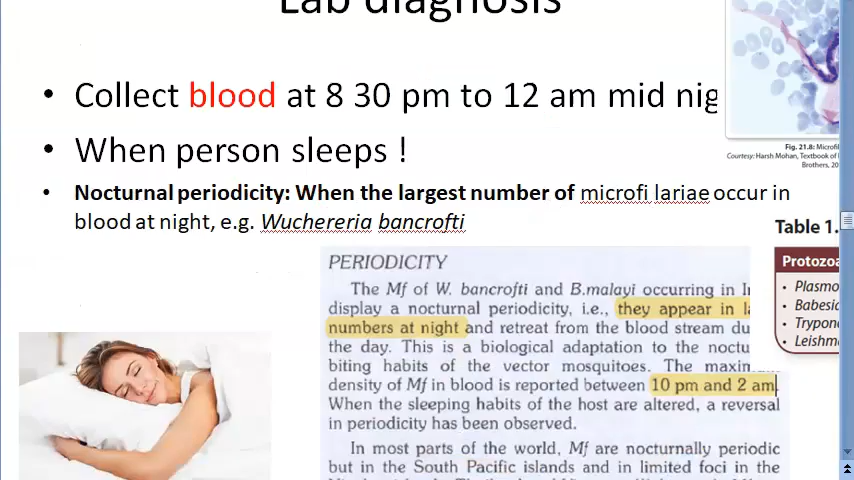 Lab diagnosis
• Collect blood at 8 30 pm to 12 am mid nig
• When person sleeps !
• Nocturnal periodicity: When the largest number of microfi lariae occur in
blood at night, e.g. Wuchereria bancrofti
Fig. 21.8: Microfil
Courtesy: Harsh Mohan, Textbook of
Brothers, 20
Table 1.
Protozoa
• Plasmo
• Babesi
• Trypon
• Leishm
PERIODICITY
The Mf of W. bancrofti and B.malayi occurring in I
display a nocturnal periodicity, i.e., they appear in la
numbers at night and retreat from the blood stream du
the day. This is a biological adaptation to the noctu
biting habits of the vector mosquitoes. The maxim
density of Mf in blood is reported between 10 pm and 2 am.
When the sleeping habits of the host are altered, a reversal
in periodicity has been observed.
In most parts of the world, Mf are nocturnally periodic
but in the South Pacific islands and in limited foci in the